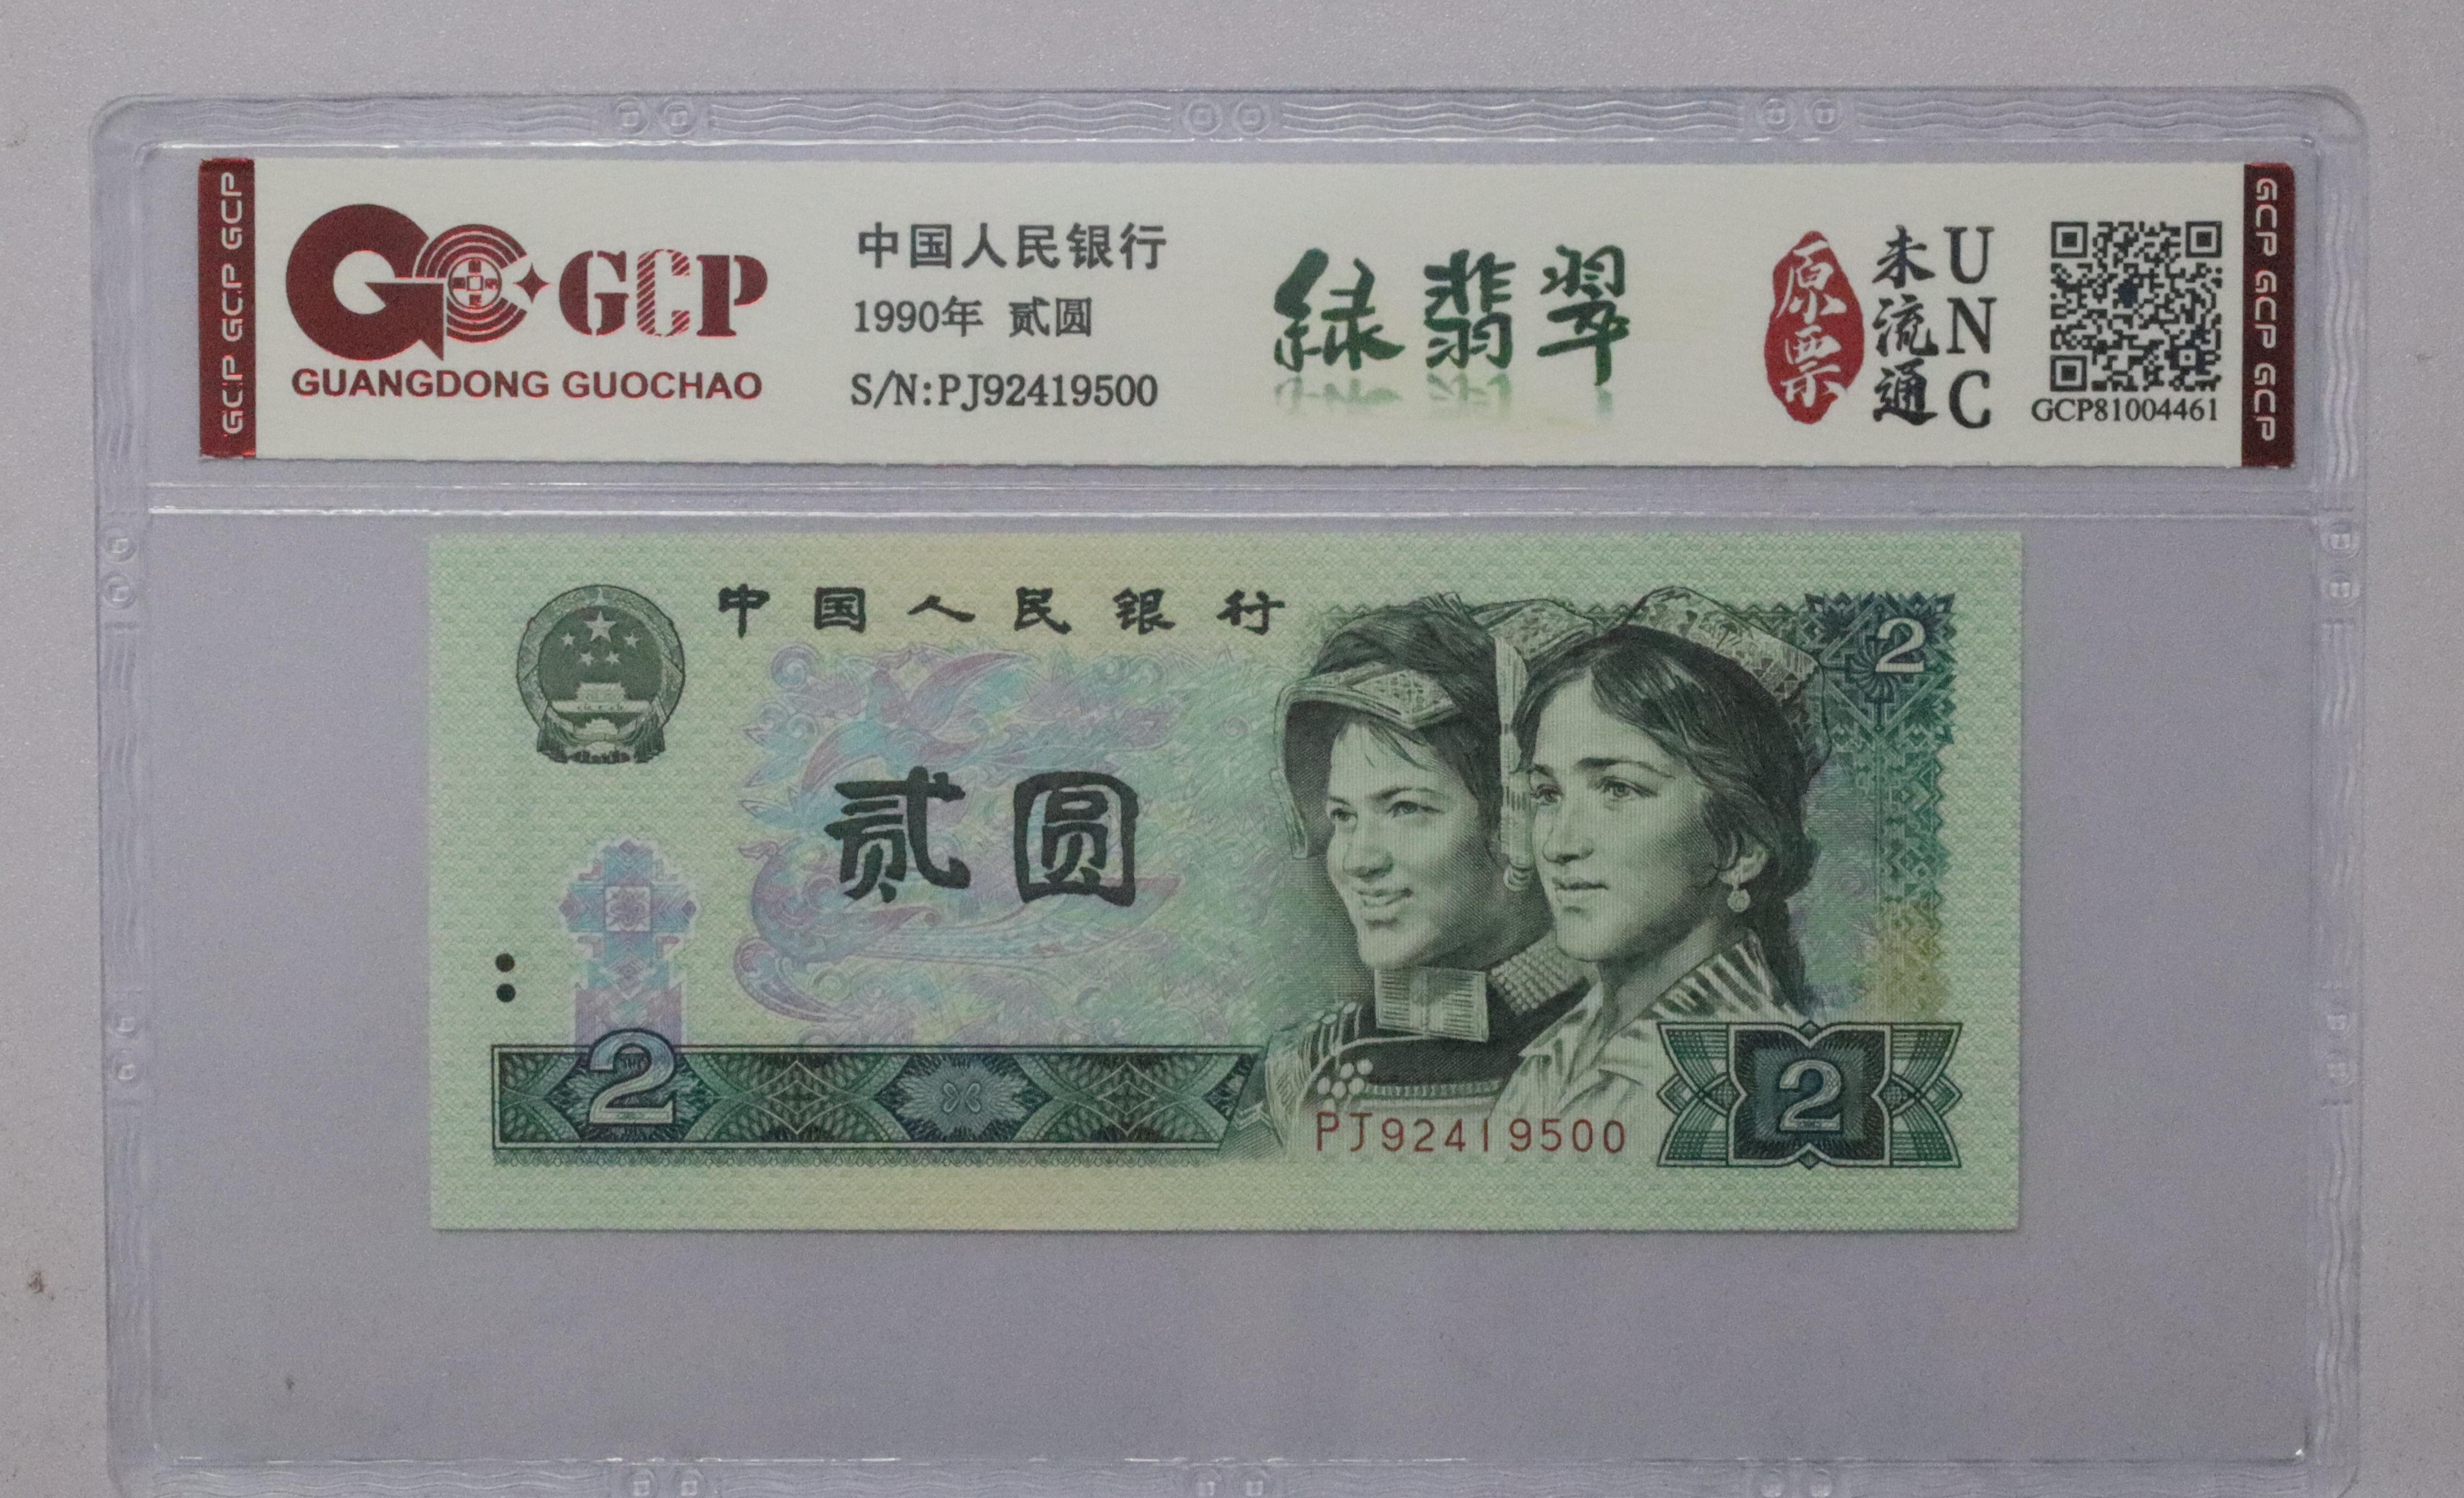 GCP GCP GCP
GCP
GUANGDONG GUOCHAO
中国人民银行
1990年 贰圆
S/N:PJ92419500
绿翡翠
原票
未流通
UNC
GCP81004461
GCP GCP GCP
中国人民银行
2
贰圆
2
PJ92419500
2